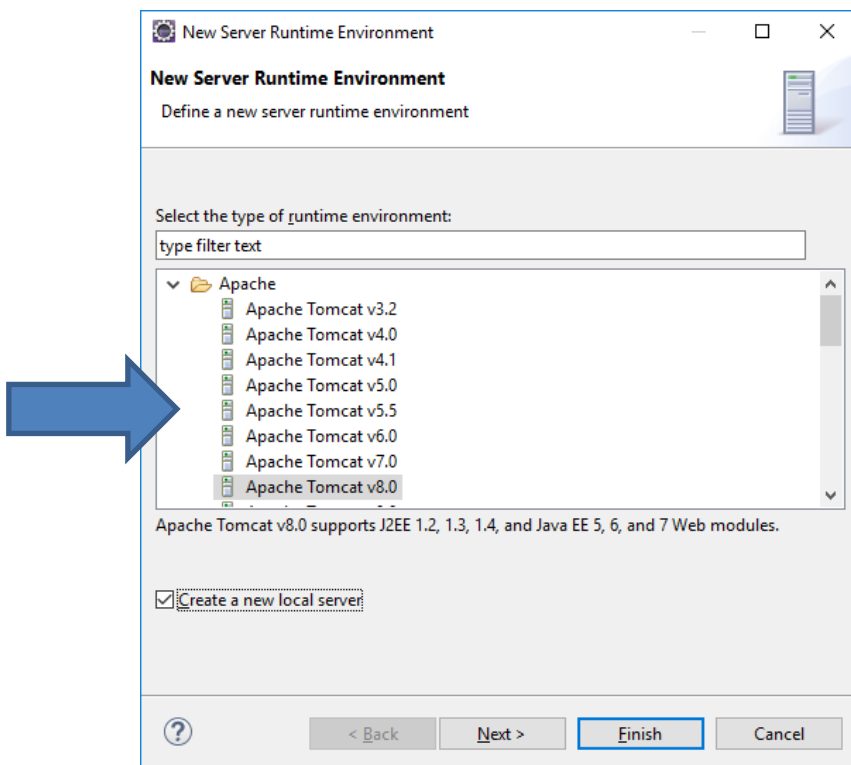 New Server Runtime Environment
New Server Runtime Environment
Define a new server runtime environment
Select the type of runtime environment:
type filter text
Apache
Apache Tomcat v3.2
Apache Tomcat v4.0
Apache Tomcat v4.1
Apache Tomcat v5.0
Apache Tomcat v5.5
Apache Tomcat v6.0
Apache Tomcat v7.0
Apache Tomcat v8.0
Apache Tomcat v8.0 supports J2EE 1.2, 1.3, 1.4, and Java EE 5, 6, and 7 Web modules.
Create a new local server
? < Back Next > Finish Cancel